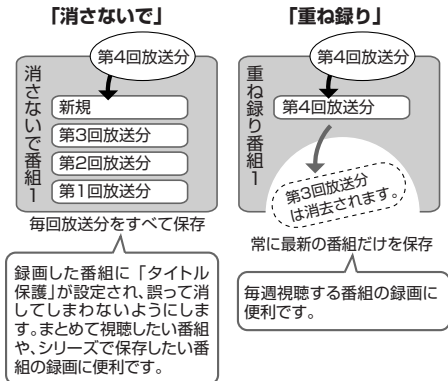 「消さないで」
第4回放送分
消さないで番組1
新規
第3回放送分
第2回放送分
第1回放送分
毎回放送分をすべて保存
録画した番組に「タイトル
保護」が設定され、誤って消
してしまわないようにしま
す。まとめて視聴したい番組
や、シリーズで保存したい番
組の録画に便利です。
「重ね録り」
第4回放送分
重ね録り番組1
第4回放送分
第3回放送分
は消去されます。
常に最新の番組だけを保存
毎週視聴する番組の録画に
便利です。